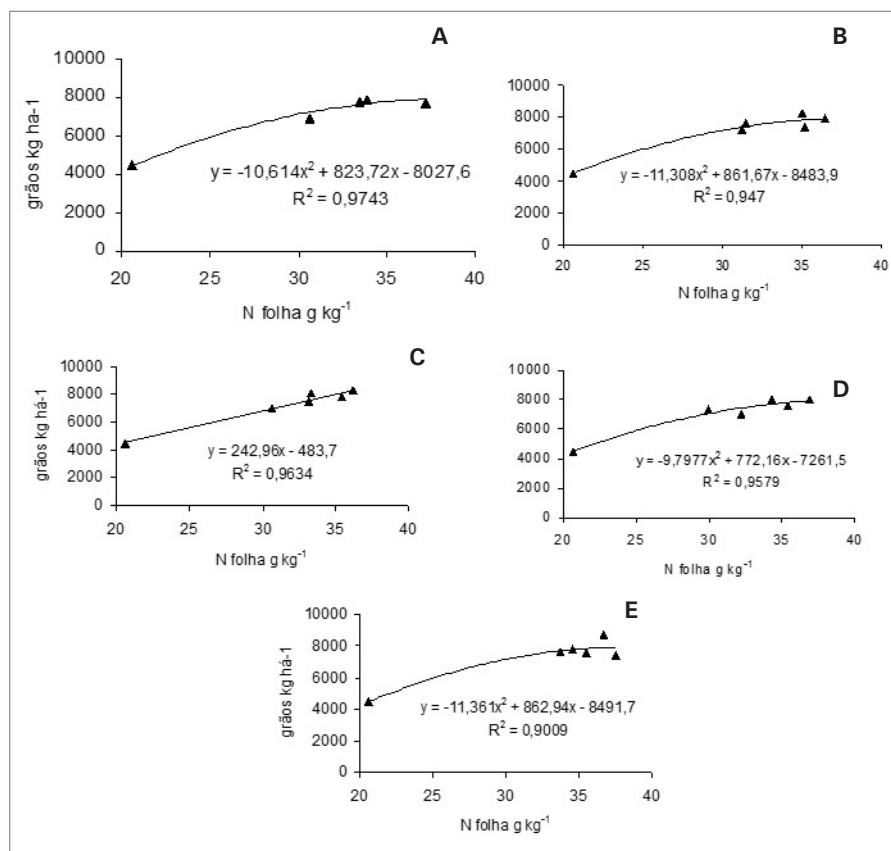 A
10000
8000
6000
4000
2000
0
grãos kg ha-1
y = -10,614x² + 823,72x - 8027,6
R² = 0,9743
20 25 30 35 40
N folha g kg⁻¹
B
10000
8000
6000
4000
2000
0
y = -11,308x² + 861,67x - 8483,9
R² = 0,947
20 25 30 35 40
N folha g kg⁻¹
C
10000
8000
6000
4000
2000
0
grãos kg há-1
y = 242,96x - 483,7
R² = 0,9634
20 25 30 35 40
N folha g kg⁻¹
D
10000
8000
6000
4000
2000
0
y = -9,7977x² + 772,16x - 7261,5
R² = 0,9579
20 25 30 35 40
N folha g kg⁻¹
E
10000
8000
6000
4000
2000
0
grãos kg há-1
y = -11,361x² + 862,94x - 8491,7
R² = 0,9009
20 25 30 35 40
N folha g kg⁻¹